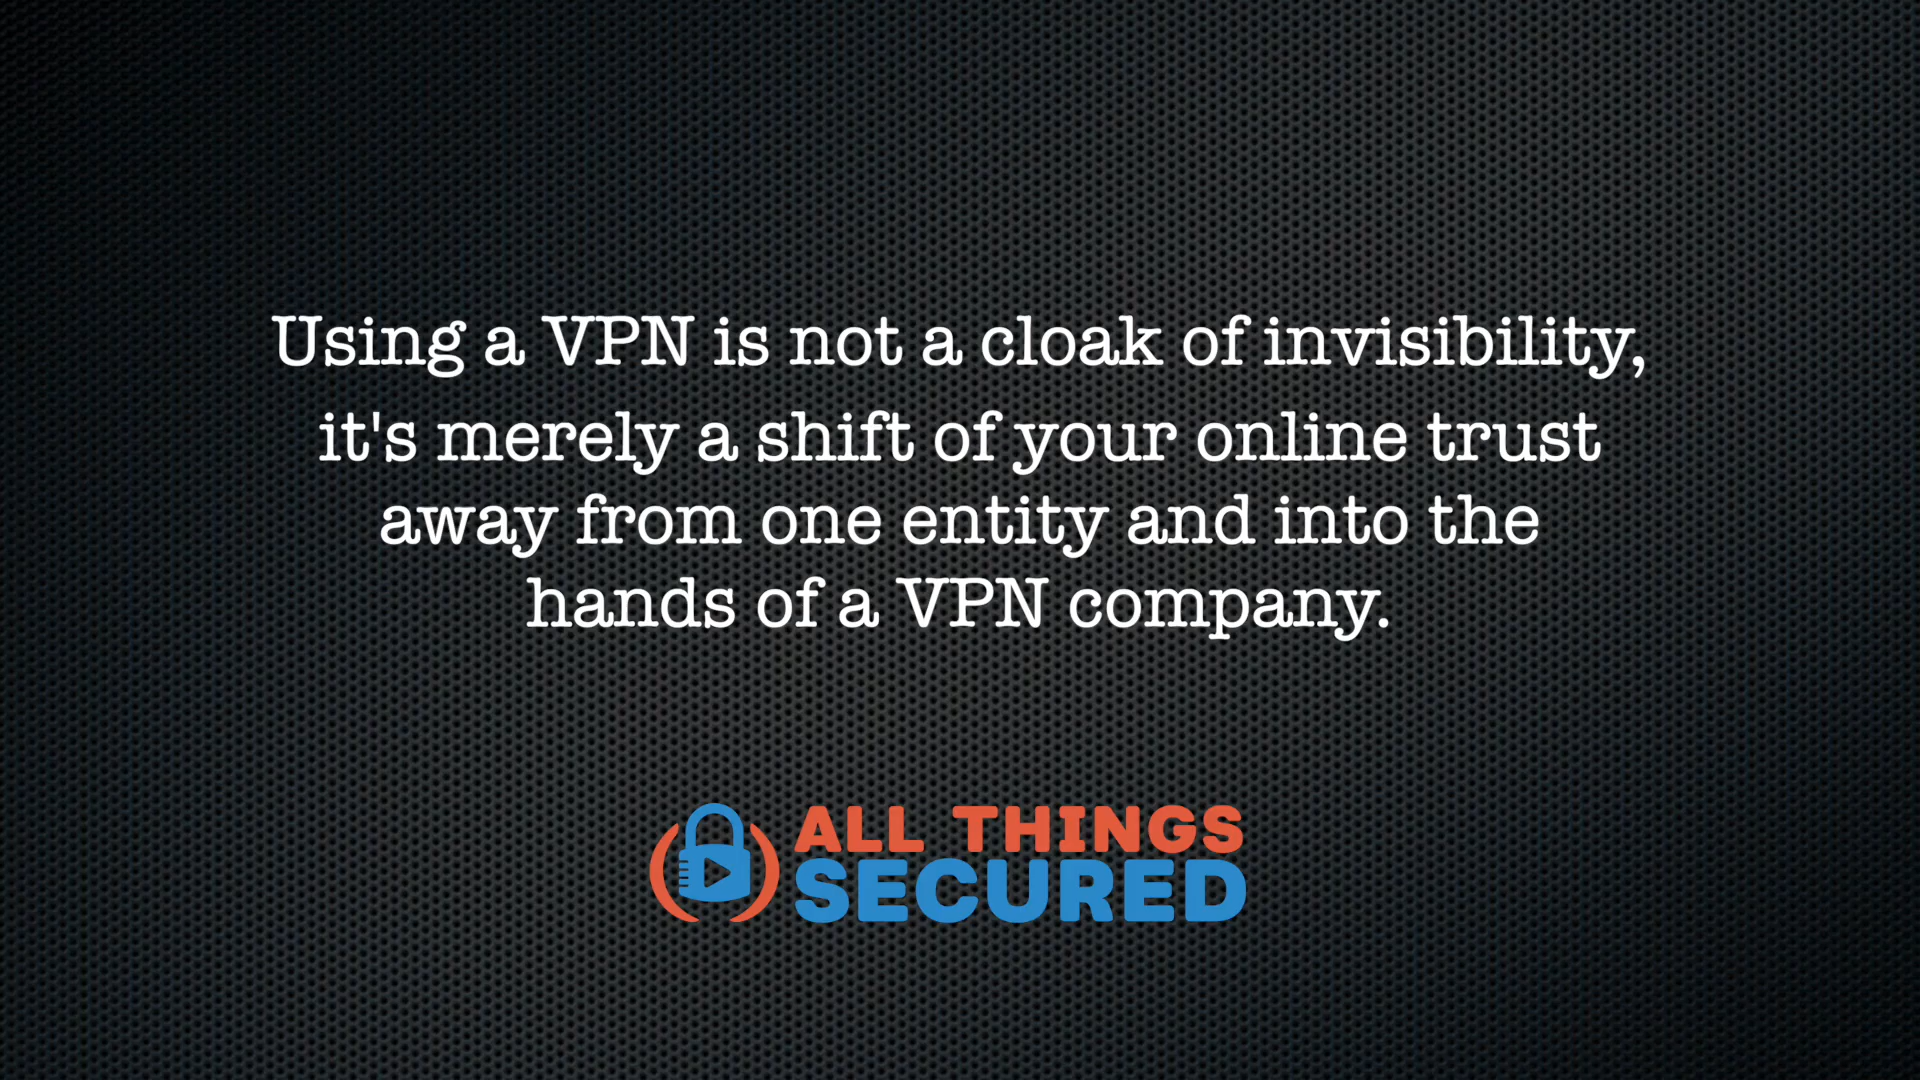 Using a VPN is not a cloak of invisibility,
it's merely a shift of your online trust
away from one entity and into the
hands of a VPN company.
ALL THINGS
SECURED